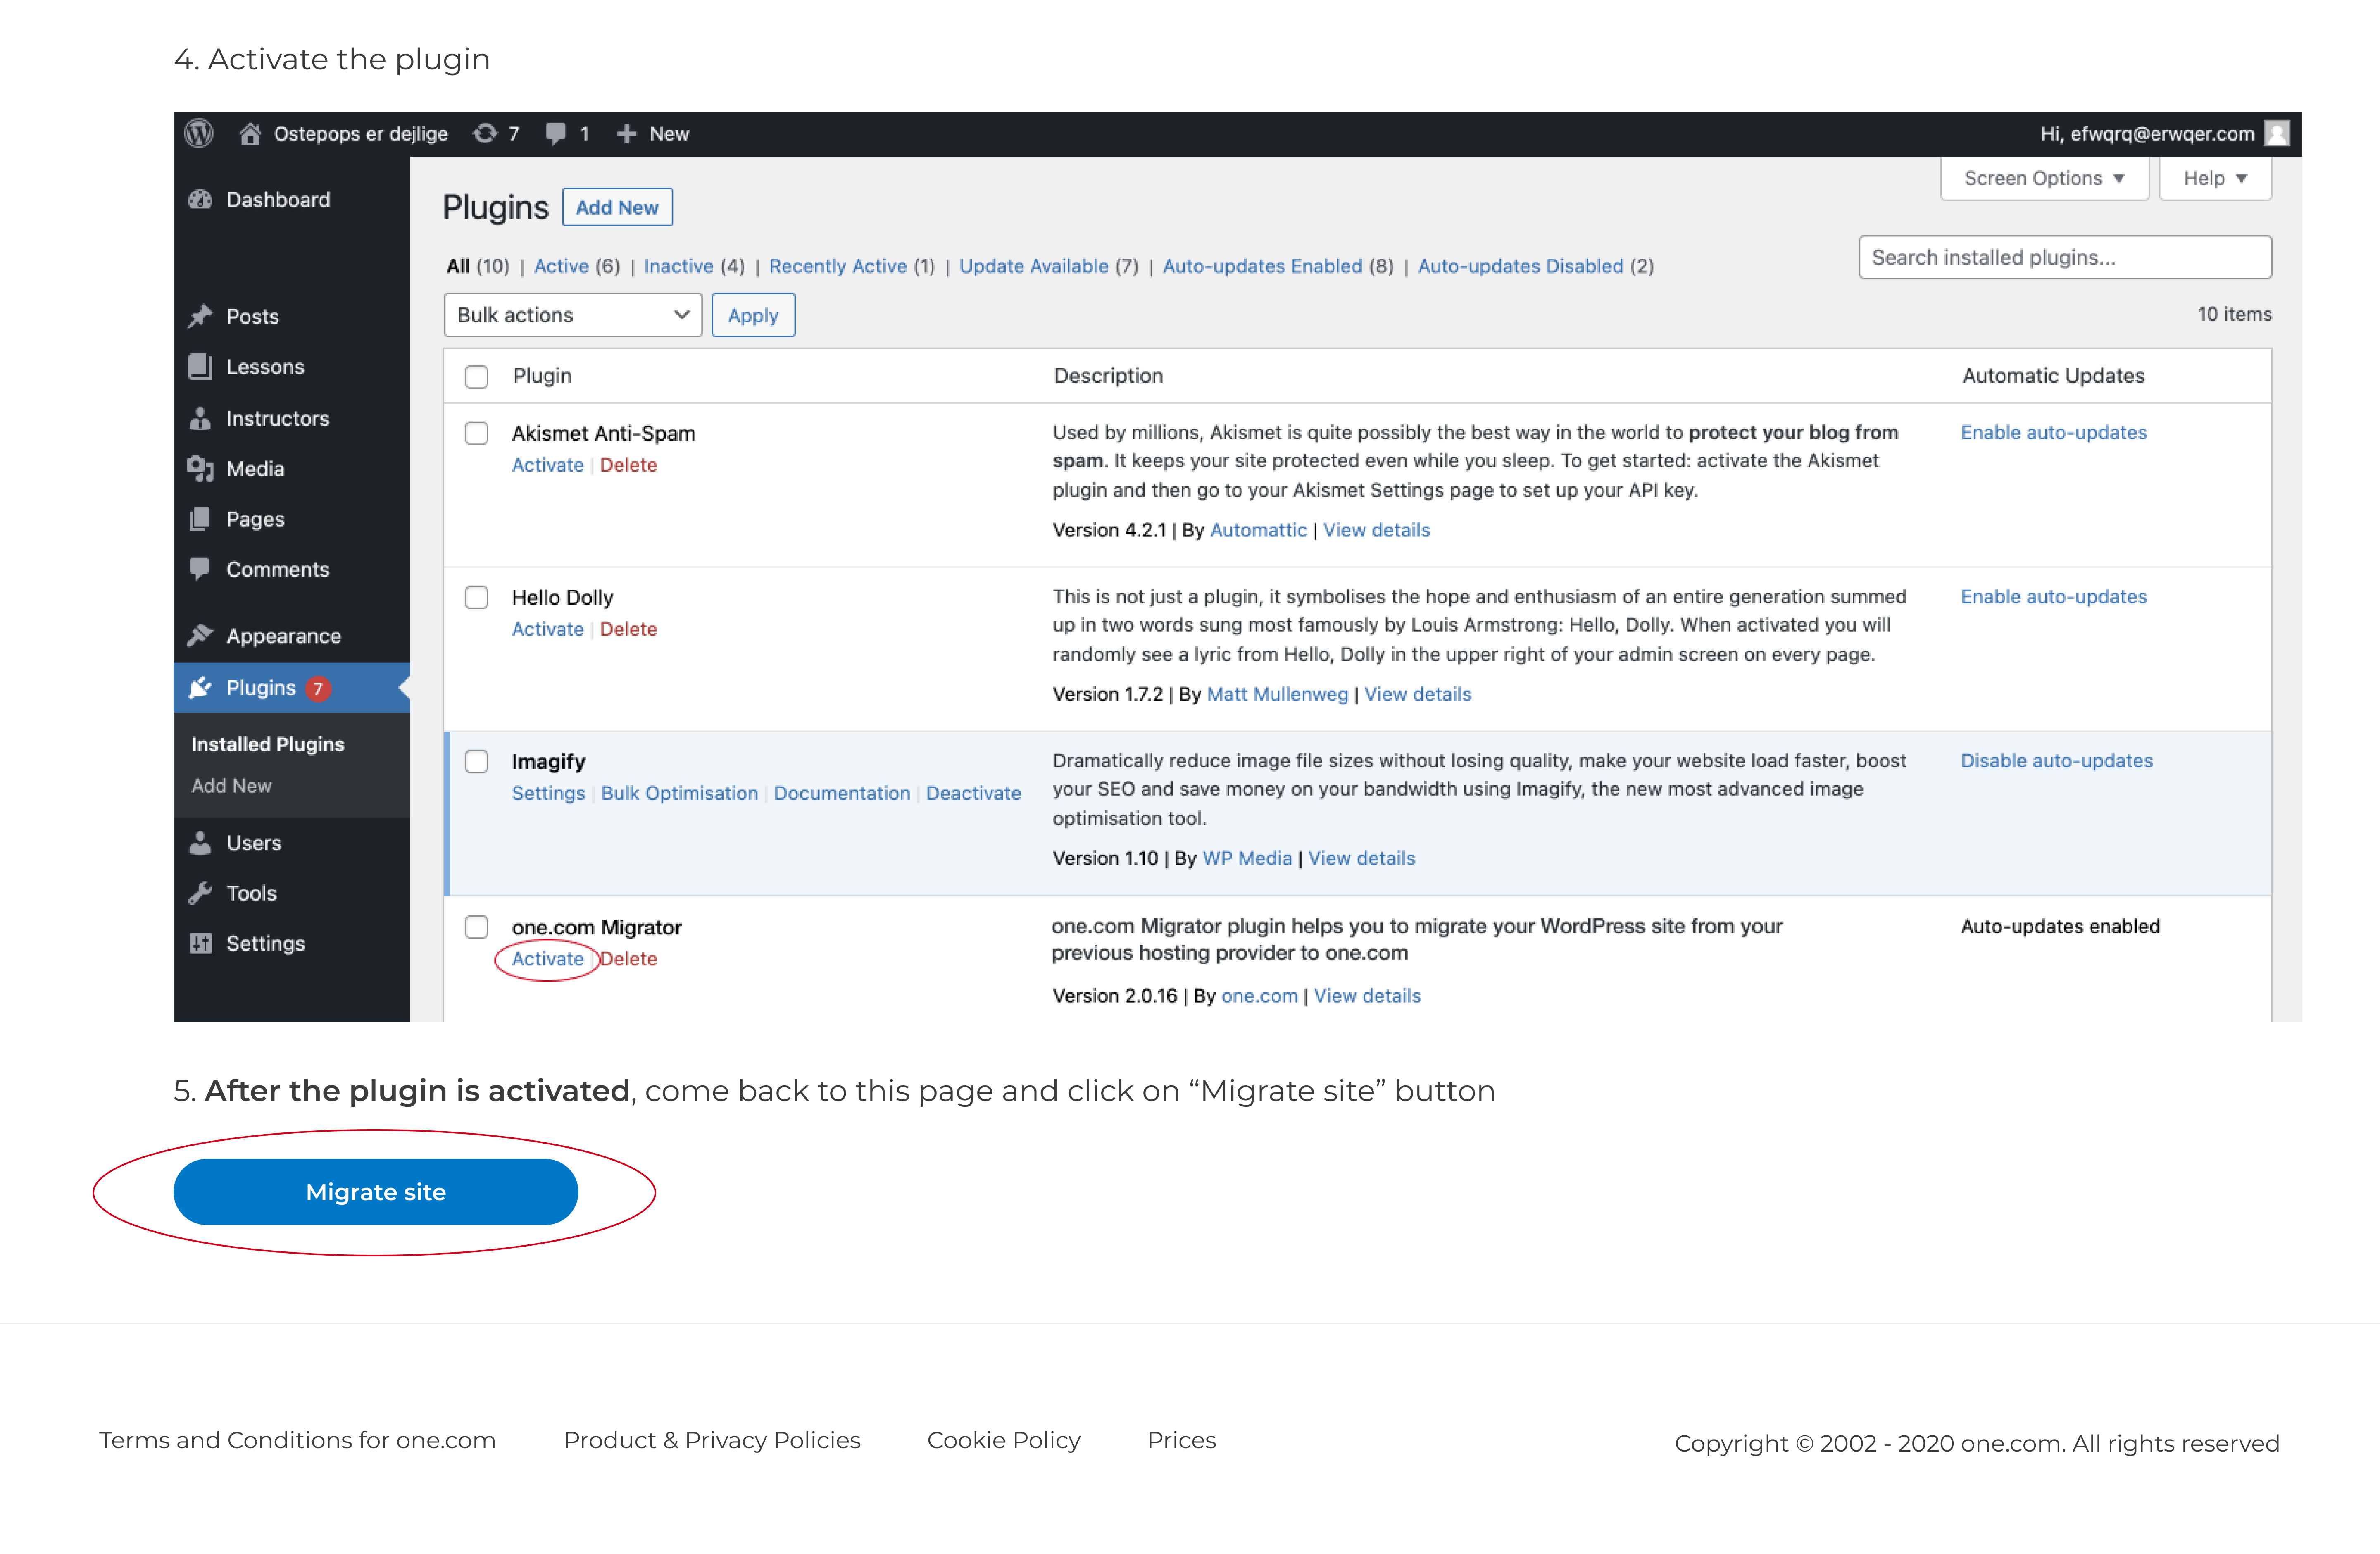 4. Activate the plugin
Ostepops er dejlige 7 1 New Hi, efwqrq@erwqer.com
Screen Options Help
Dashboard
Posts
Lessons
Instructors
Media
Pages
Comments
Appearance
Plugins 7
Installed Plugins
Add New
Users
Tools
Settings
Plugins Add New
All (10) | Active (6) | Inactive (4) | Recently Active (1) | Update Available (7) | Auto-updates Enabled (8) | Auto-updates Disabled (2)
Search installed plugins...
Bulk actions Apply
10 items
Plugin Description Automatic Updates
Akismet Anti-Spam
Activate | Delete
Used by millions, Akismet is quite possibly the best way in the world to protect your blog from
spam. It keeps your site protected even while you sleep. To get started: activate the Akismet
plugin and then go to your Akismet Settings page to set up your API key.
Version 4.2.1 | By Automattic | View details
Enable auto-updates
Hello Dolly
Activate | Delete
This is not just a plugin, it symbolises the hope and enthusiasm of an entire generation summed
up in two words sung most famously by Louis Armstrong: Hello, Dolly. When activated you will
randomly see a lyric from Hello, Dolly in the upper right of your admin screen on every page.
Version 1.7.2 | By Matt Mullenweg | View details
Enable auto-updates
Imagify
Settings | Bulk Optimisation | Documentation | Deactivate
Dramatically reduce image file sizes without losing quality, make your website load faster, boost
your SEO and save money on your bandwidth using Imagify, the new most advanced image
optimisation tool.
Version 1.10 | By WP Media | View details
Disable auto-updates
one.com Migrator
Activate | Delete
one.com Migrator plugin helps you to migrate your WordPress site from your
previous hosting provider to one.com
Version 2.0.16 | By one.com | View details
Auto-updates enabled
5. After the plugin is activated, come back to this page and click on “Migrate site” button
Migrate site
Terms and Conditions for one.com Product & Privacy Policies Cookie Policy Prices
Copyright © 2002 - 2020 one.com. All rights reserved